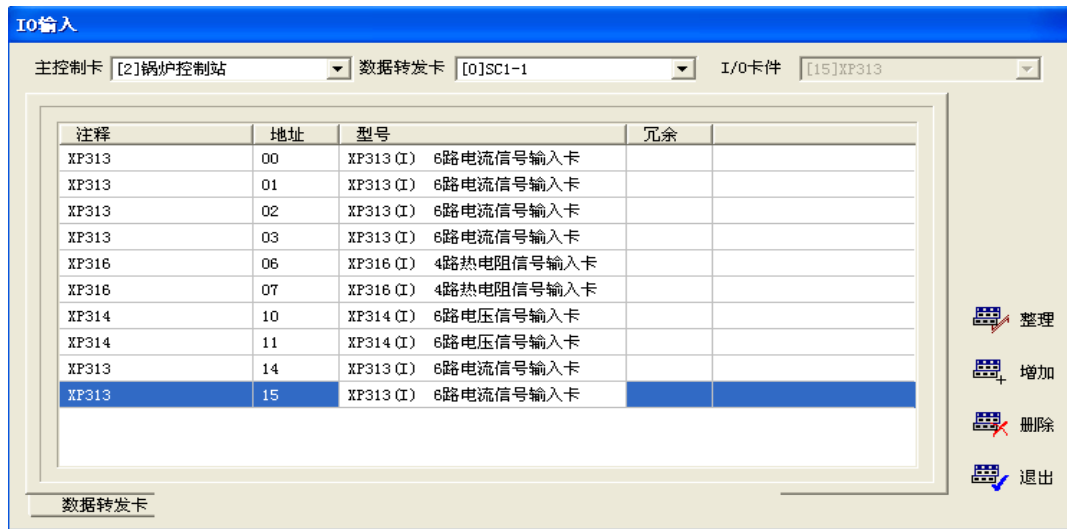 IO输入
主控制卡 [2]锅炉控制站 数据转发卡 [0]SC1-1 I/O卡件 [15]XP313
注释 地址 型号 冗余
XP313 00 XP313(I) 6路电流信号输入卡
XP313 01 XP313(I) 6路电流信号输入卡
XP313 02 XP313(I) 6路电流信号输入卡
XP313 03 XP313(I) 6路电流信号输入卡
XP316 06 XP316(I) 4路热电阻信号输入卡
XP316 07 XP316(I) 4路热电阻信号输入卡
XP314 10 XP314(I) 6路电压信号输入卡
XP314 11 XP314(I) 6路电压信号输入卡
XP313 14 XP313(I) 6路电流信号输入卡
XP313 15 XP313(I) 6路电流信号输入卡
整理
增加
删除
退出
数据转发卡